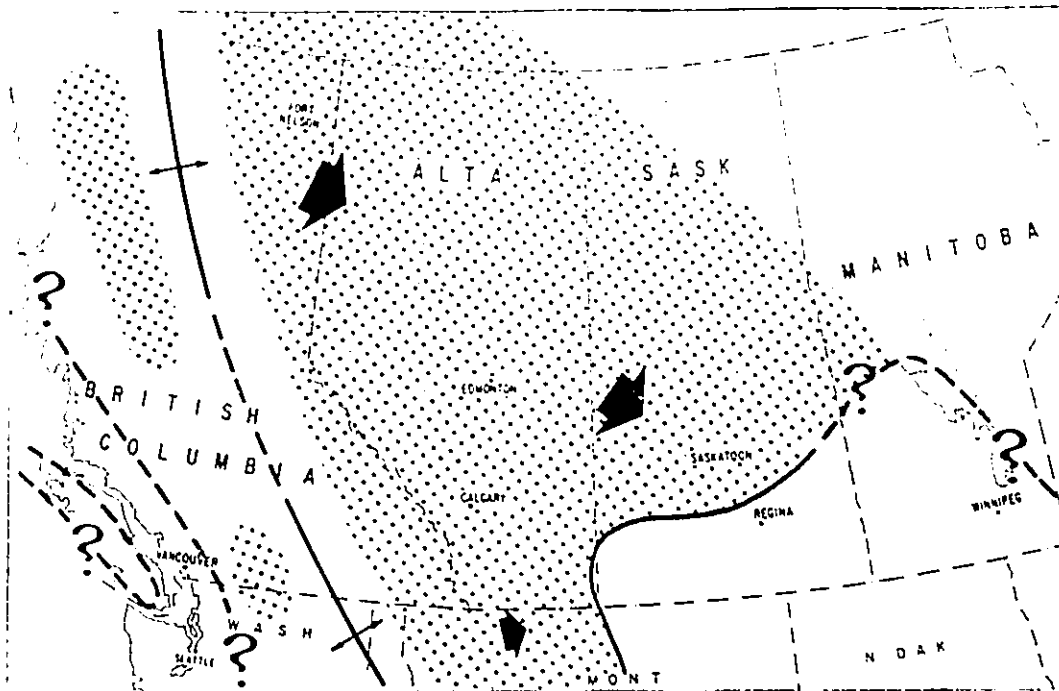 FORT
NELSON
ALTA
SASK
MANITOBA
?
BRITISH
COLUMBIA
EDMONTON
?
SASKATOON
?
CALGARY
REGINA
WINNIPEG
?
VANCOUVER
WASH
SEATTLE
?
MONT
N DAK